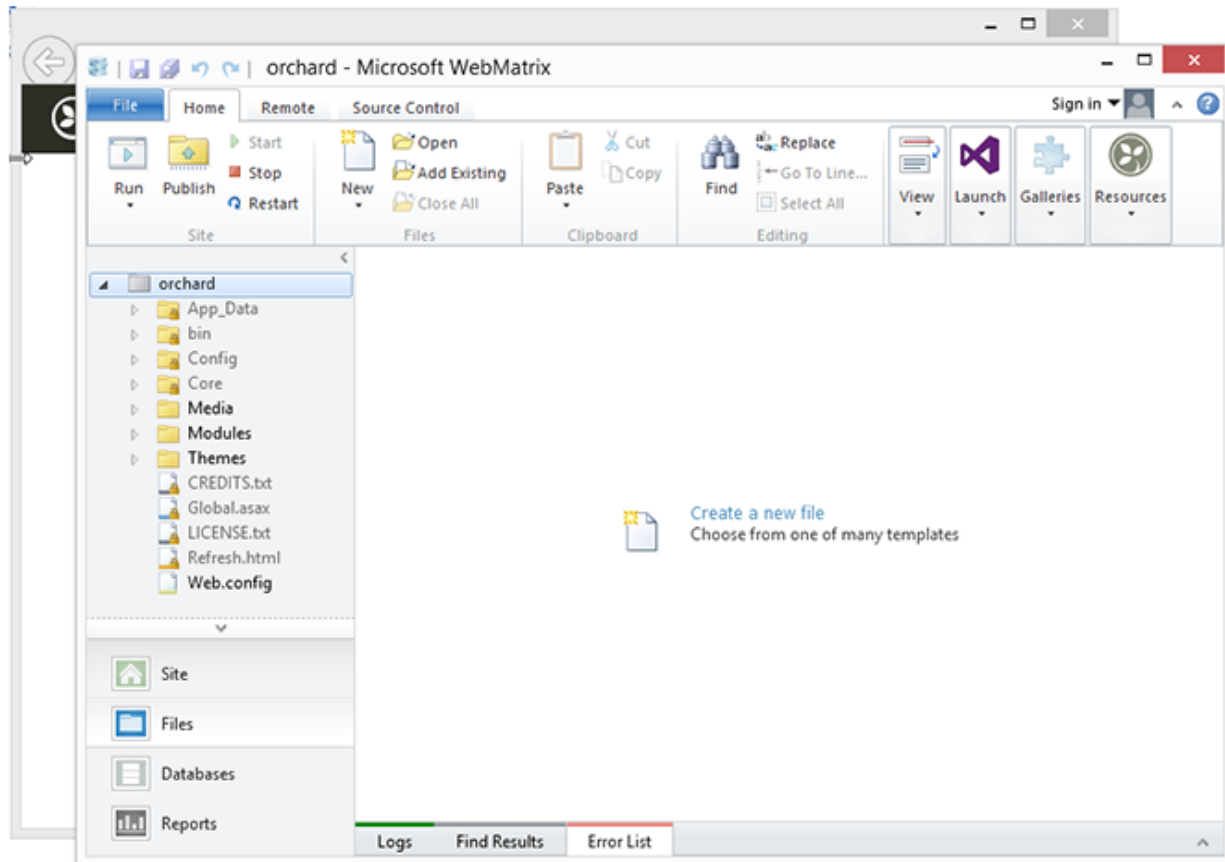 orchard - Microsoft WebMatrix
File Home Remote Source Control Sign in
Start Open Cut Replace
Stop Add Existing Copy Go To Line...
Run Publish New Paste Find View Launch Galleries Resources
Restart Close All Select All
Site Files Clipboard Editing
orchard
App_Data
bin
Config
Core
Media
Modules
Themes
CREDITS.txt
Global.asax
LICENSE.txt
Refresh.html
Web.config
Create a new file
Choose from one of many templates
Site
Files
Databases
Reports
Logs Find Results Error List